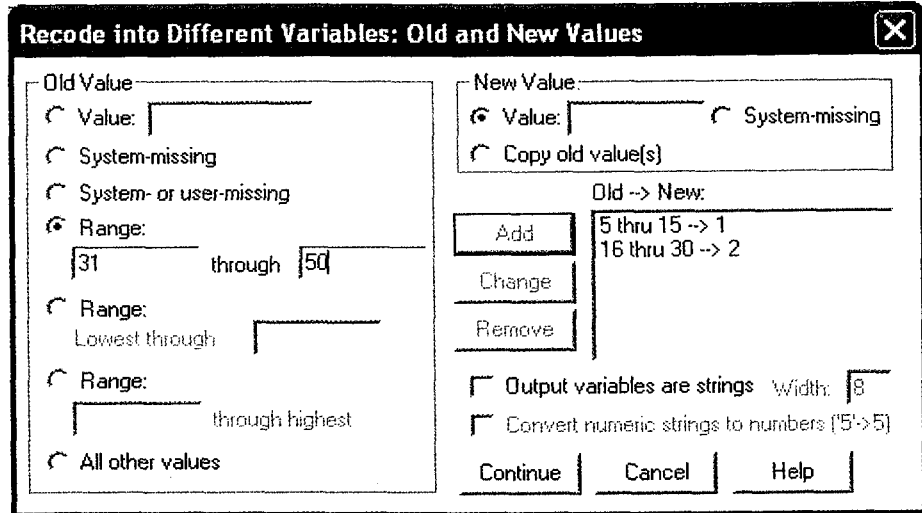 Recode into Different Variables: Old and New Values
Old Value
Value:
System-missing
System- or user-missing
Range:
31 through 50
Range:
Lowest through
Range:
through highest
All other values
New Value:
Value: System-missing
Copy old value(s)
Old --> New:
Add
Change
Remove
5 thru 15 --> 1
16 thru 30 --> 2
Output variables are strings Width: 8
Convert numeric strings to numbers ('5'->5)
Continue Cancel Help